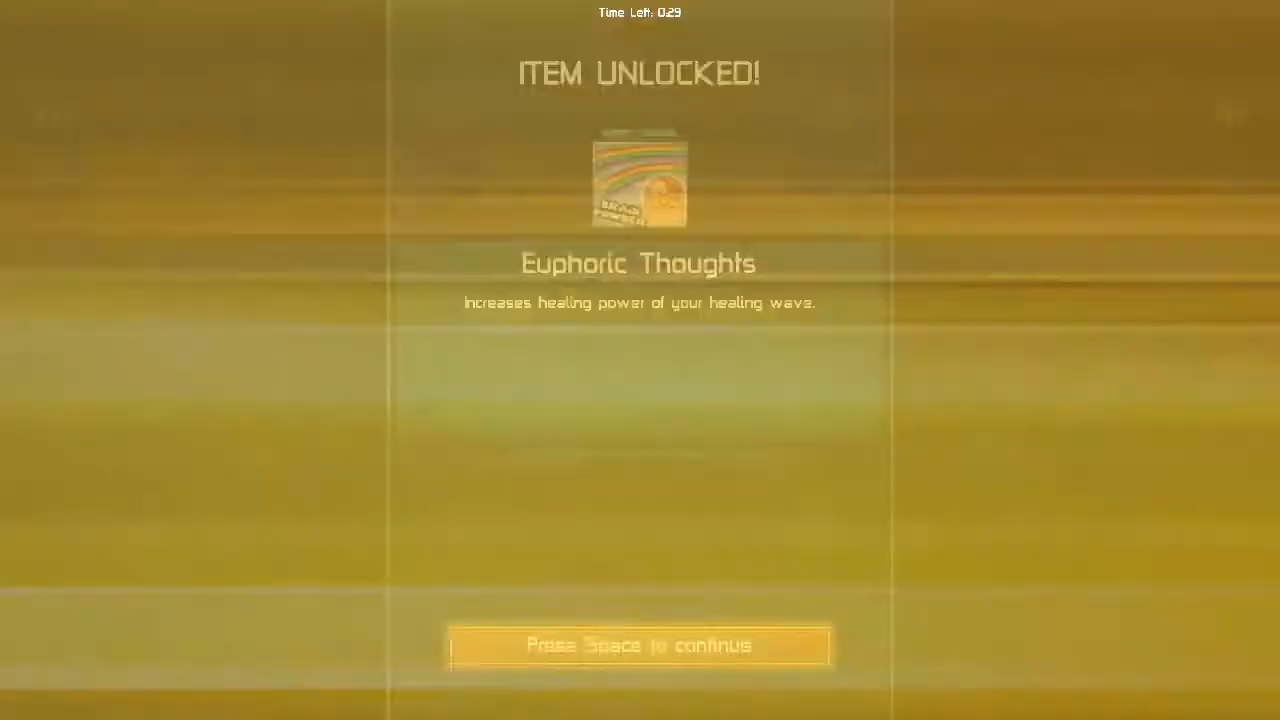 Time Left: 0:29
ITEM UNLOCKED!
Euphoric Thoughts
Increases healing power of your healing wave.
Press Space to continue